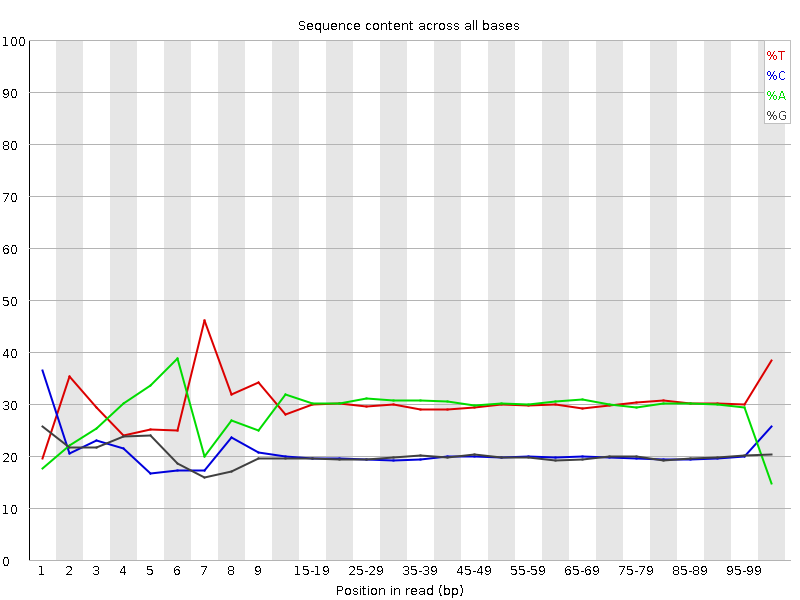 Sequence content across all bases
100
90
80
70
60
50
40
30
20
10
0
%T
%C
%A
%G
1 2 3 4 5 6 7 8 9 15-19 25-29 35-39 45-49 55-59 65-69 75-79 85-89 95-99
Position in read (bp)